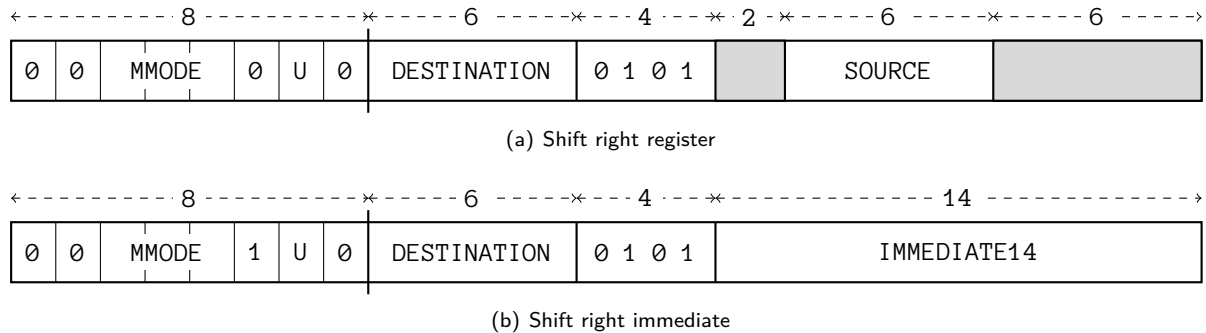 8 6 4 2 6 6
0 0 MMODE 0 U 0 DESTINATION 0 1 0 1 SOURCE
(a) Shift right register
8 6 4 14
0 0 MMODE 1 U 0 DESTINATION 0 1 0 1 IMMEDIATE14
(b) Shift right immediate